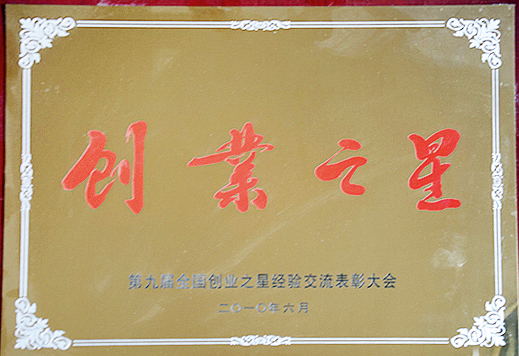 创業之星
第九届全国创业之星经验交流表彰大会
二〇一〇年六月